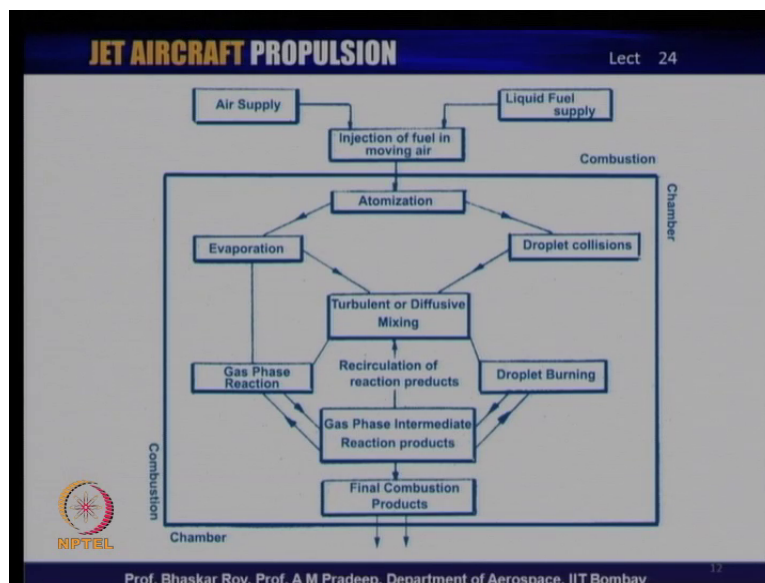 JET AIRCRAFT PROPULSION
Lect 24
Air Supply
Liquid Fuel
supply
Injection of fuel in
moving air
Combustion
Chamber
Atomization
Evaporation
Droplet collisions
Turbulent or Diffusive
Mixing
Gas Phase
Reaction
Recirculation of
reaction products
Droplet Burning
Gas Phase Intermediate
Reaction products
Final Combustion
Products
Combustion
Chamber
NPTEL
12
Prof. Bhaskar Roy, Prof. A M Pradeep, Department of Aerospace, IIT Bombay